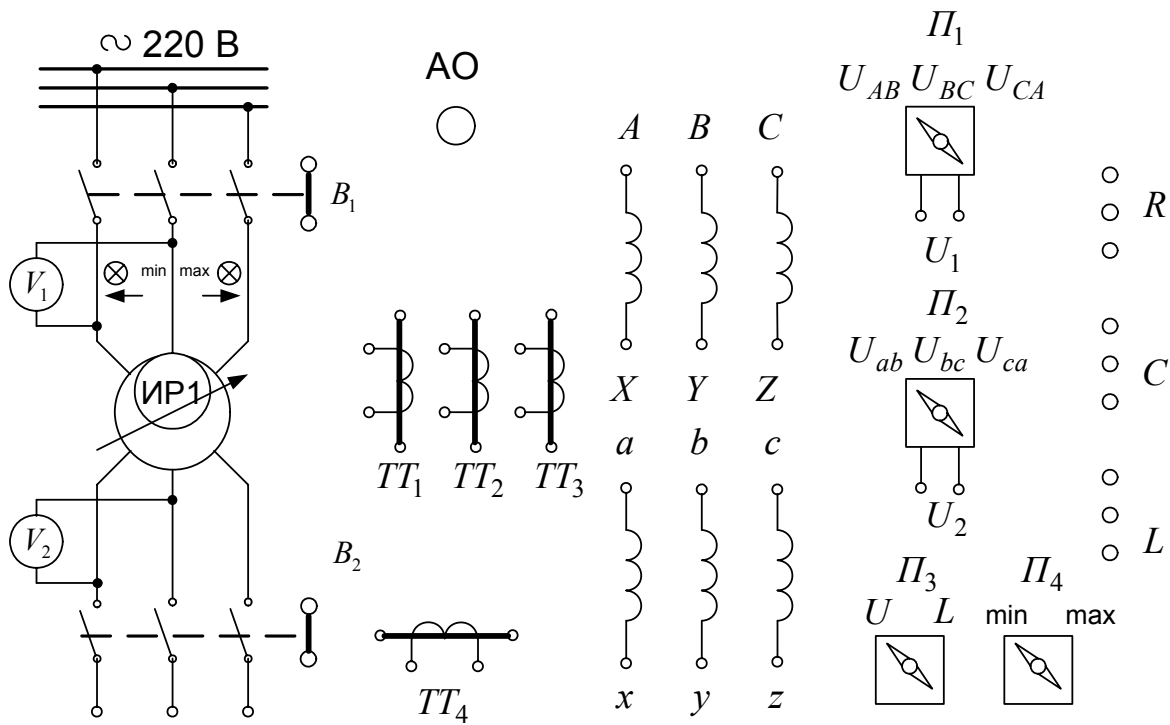 ~ 220 В
B1
V1
min max
ИР1
V2
B2
АО
TT1 TT2 TT3
TT4
A B C
X Y Z
a b c
x y z
П1
UAB UBC UCA
U1
П2
Uab Ubc Uca
U2
П3
U L
П4
min max
R
C
L